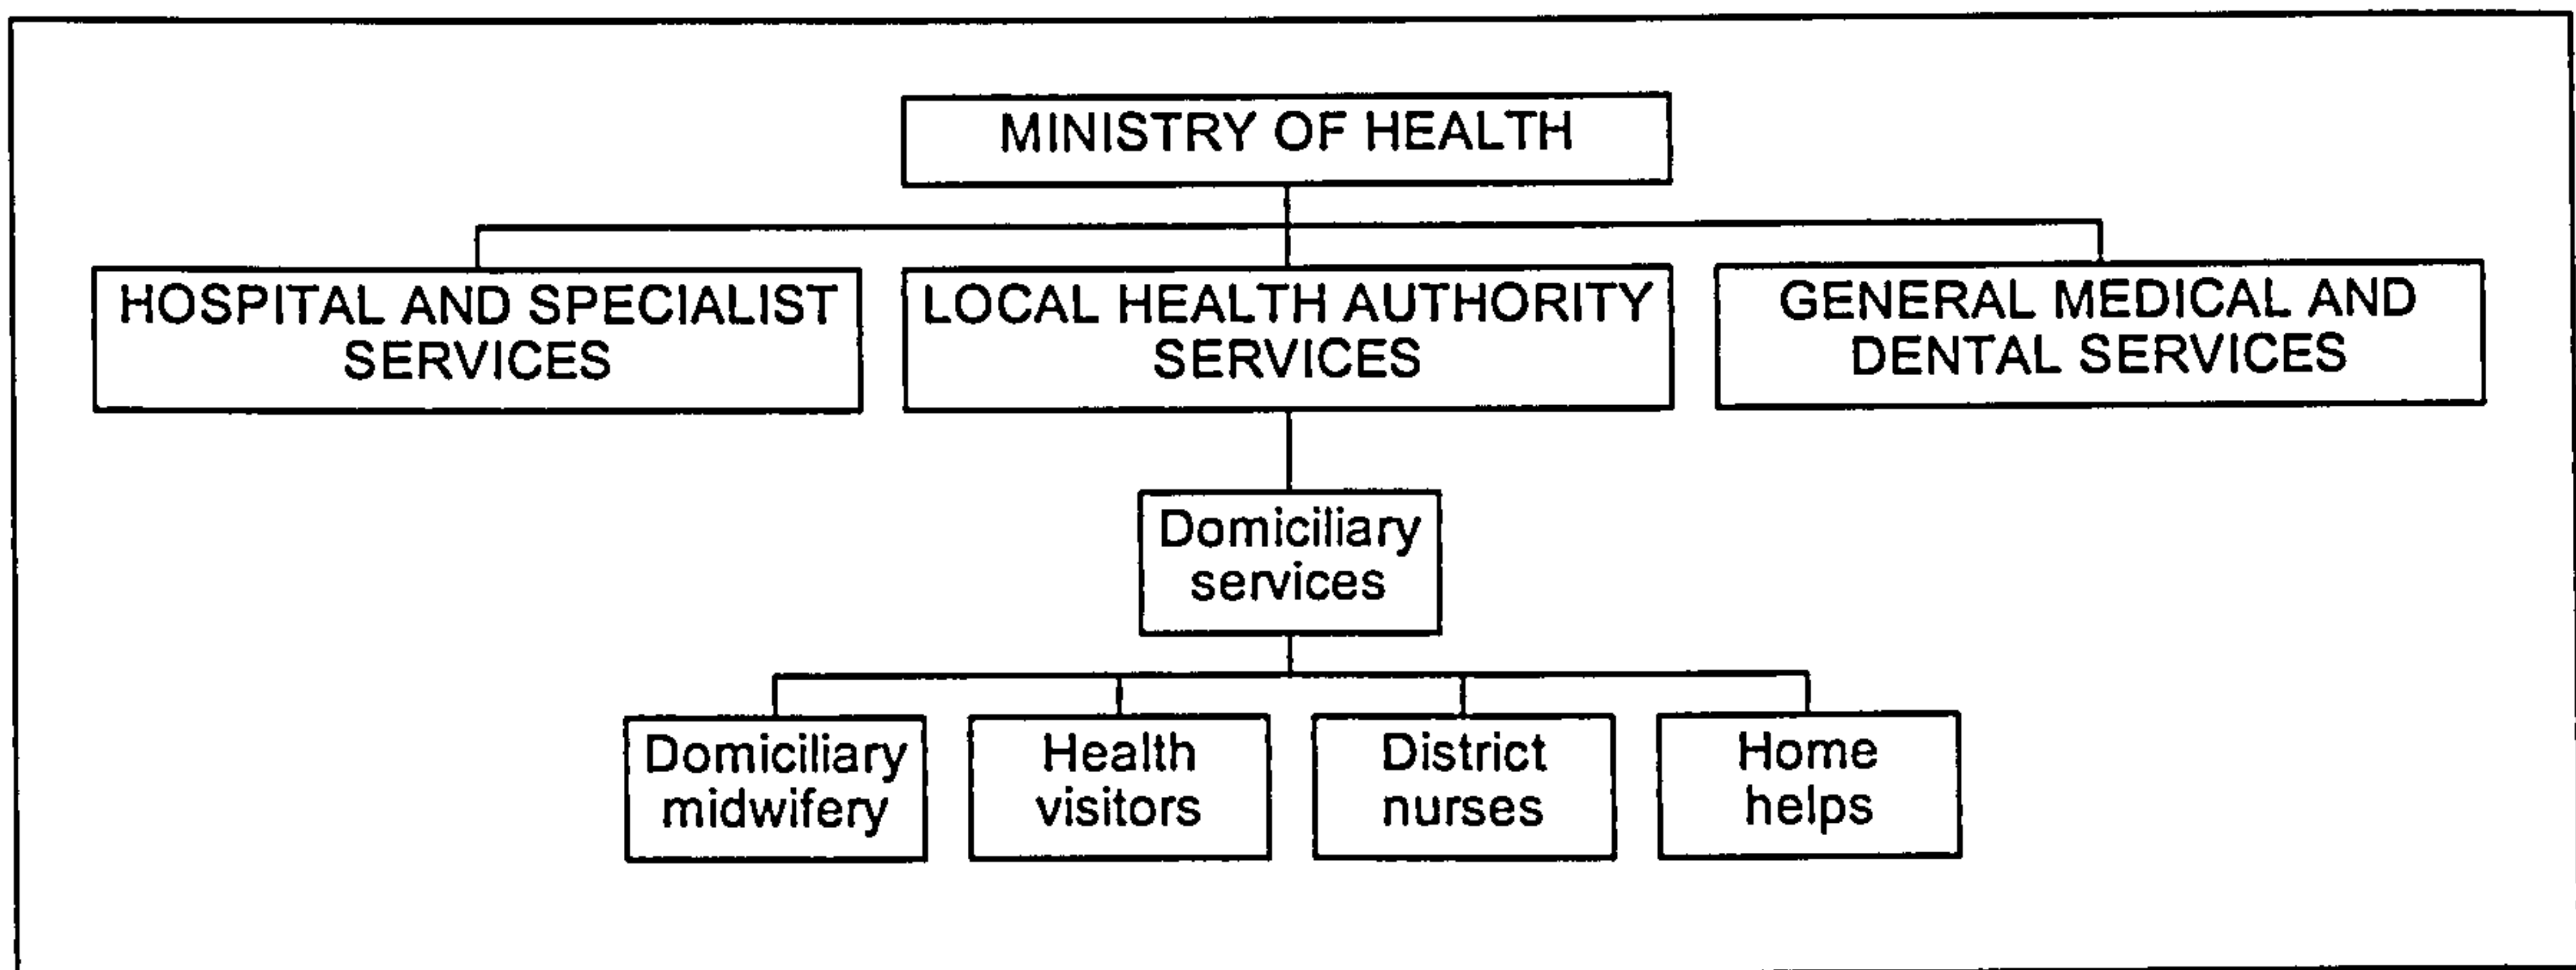 MINISTRY OF HEALTH
HOSPITAL AND SPECIALIST
SERVICES
LOCAL HEALTH AUTHORITY
SERVICES
GENERAL MEDICAL AND
DENTAL SERVICES
Domiciliary
services
Domiciliary
midwifery
Health
visitors
District
nurses
Home
helps